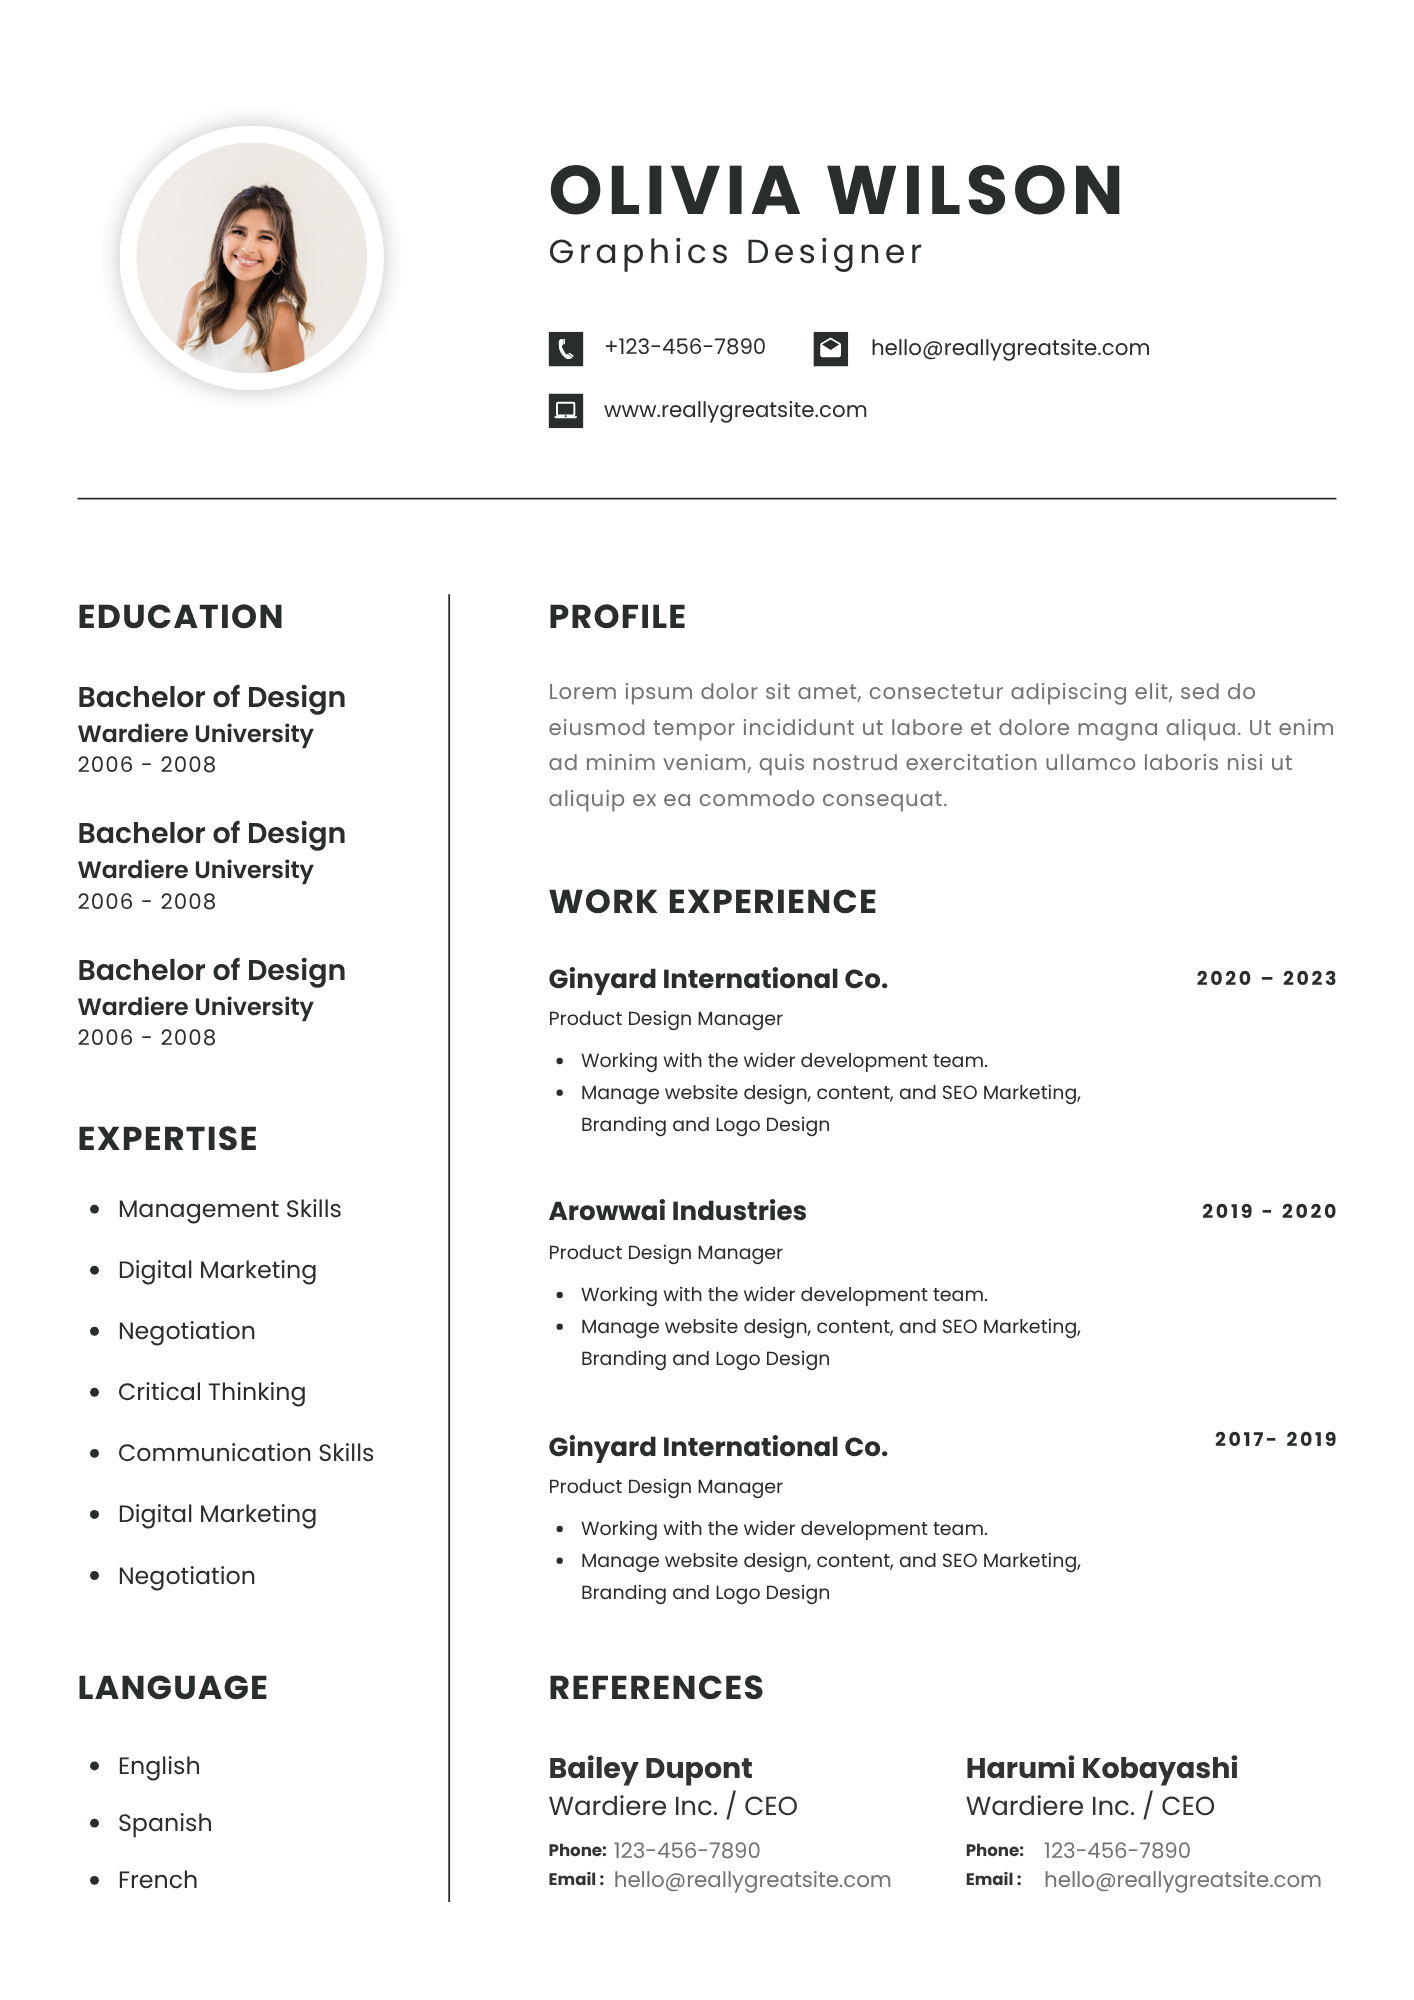 OLIVIA WILSON
Graphics Designer
+123-456-7890
hello@reallygreatsite.com
www.reallygreatsite.com
EDUCATION
Bachelor of Design
Wardiere University
2006 - 2008
Bachelor of Design
Wardiere University
2006 - 2008
Bachelor of Design
Wardiere University
2006 - 2008
EXPERTISE
• Management Skills
• Digital Marketing
• Negotiation
• Critical Thinking
• Communication Skills
• Digital Marketing
• Negotiation
LANGUAGE
• English
• Spanish
• French
PROFILE
Lorem ipsum dolor sit amet, consectetur adipiscing elit, sed do
eiusmod tempor incididunt ut labore et dolore magna aliqua. Ut enim
ad minim veniam, quis nostrud exercitation ullamco laboris nisi ut
aliquip ex ea commodo consequat.
WORK EXPERIENCE
Ginyard International Co. 2020 – 2023
Product Design Manager
• Working with the wider development team.
• Manage website design, content, and SEO Marketing,
Branding and Logo Design
Arowwai Industries 2019 - 2020
Product Design Manager
• Working with the wider development team.
• Manage website design, content, and SEO Marketing,
Branding and Logo Design
Ginyard International Co. 2017- 2019
Product Design Manager
• Working with the wider development team.
• Manage website design, content, and SEO Marketing,
Branding and Logo Design
REFERENCES
Bailey Dupont
Wardiere Inc. / CEO
Phone: 123-456-7890
Email : hello@reallygreatsite.com
Harumi Kobayashi
Wardiere Inc. / CEO
Phone: 123-456-7890
Email : hello@reallygreatsite.com